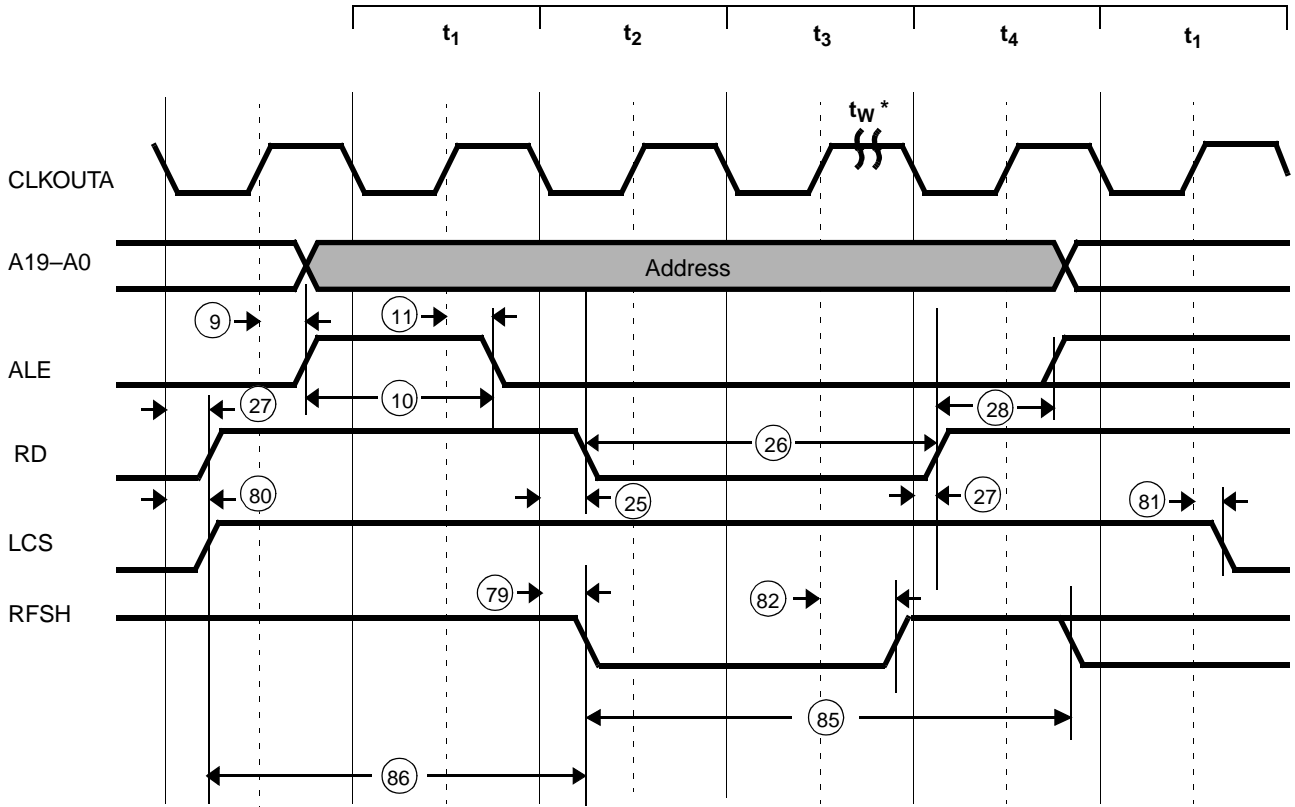 t1 t2 t3 t4 t1
tW *
CLKOUTA
A19–A0
Address
9
11
ALE
10
27
28
RD
26
80
25
27
81
LCS
79
82
RFSH
85
86